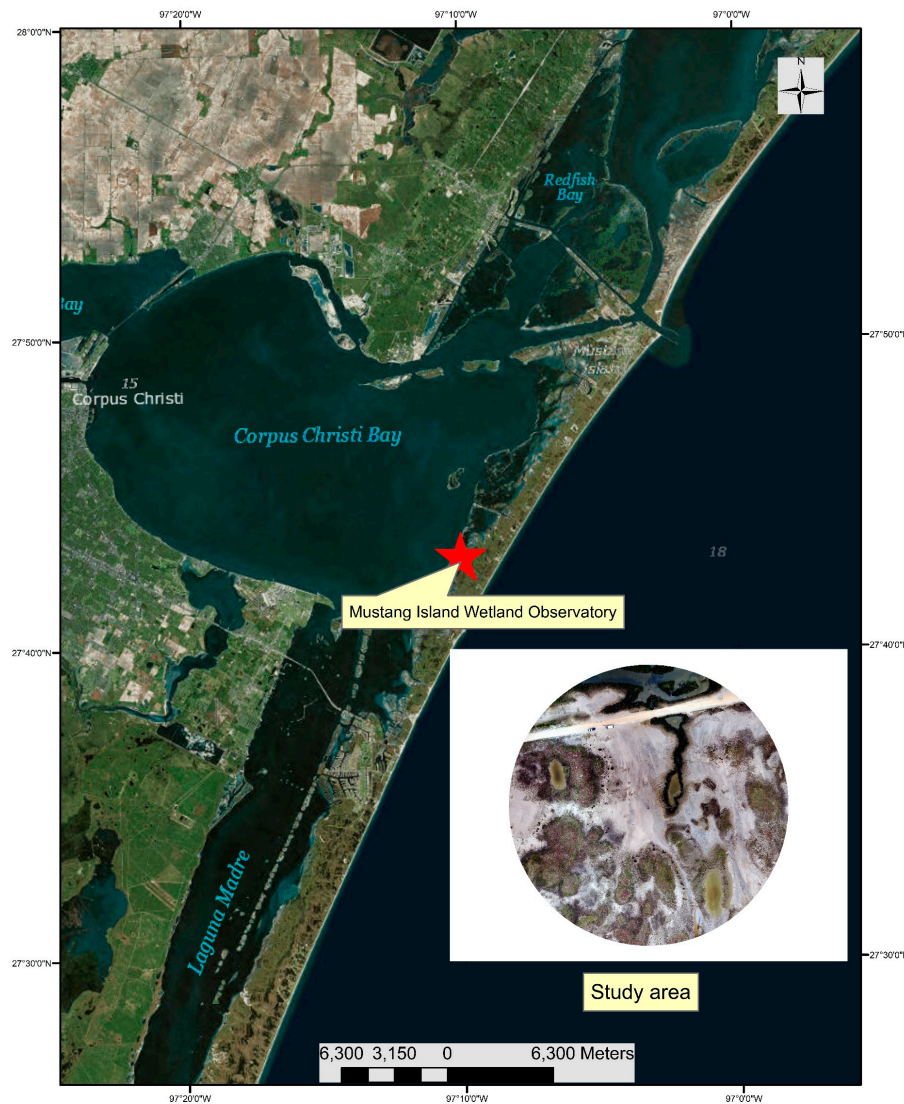 97°20'0"W
97°10'0"W
97°0'0"W
28°0'0"N
N
Redfish
Bay
Bay
27°50'0"N
27°50'0"N
Mustang
Island
15
Corpus Christi
Corpus Christi Bay
18
Mustang Island Wetland Observatory
27°40'0"N
27°40'0"N
Laguna Madre
27°30'0"N
27°30'0"N
Study area
6,300 3,150 0 6,300 Meters
97°20'0"W
97°10'0"W
97°0'0"W